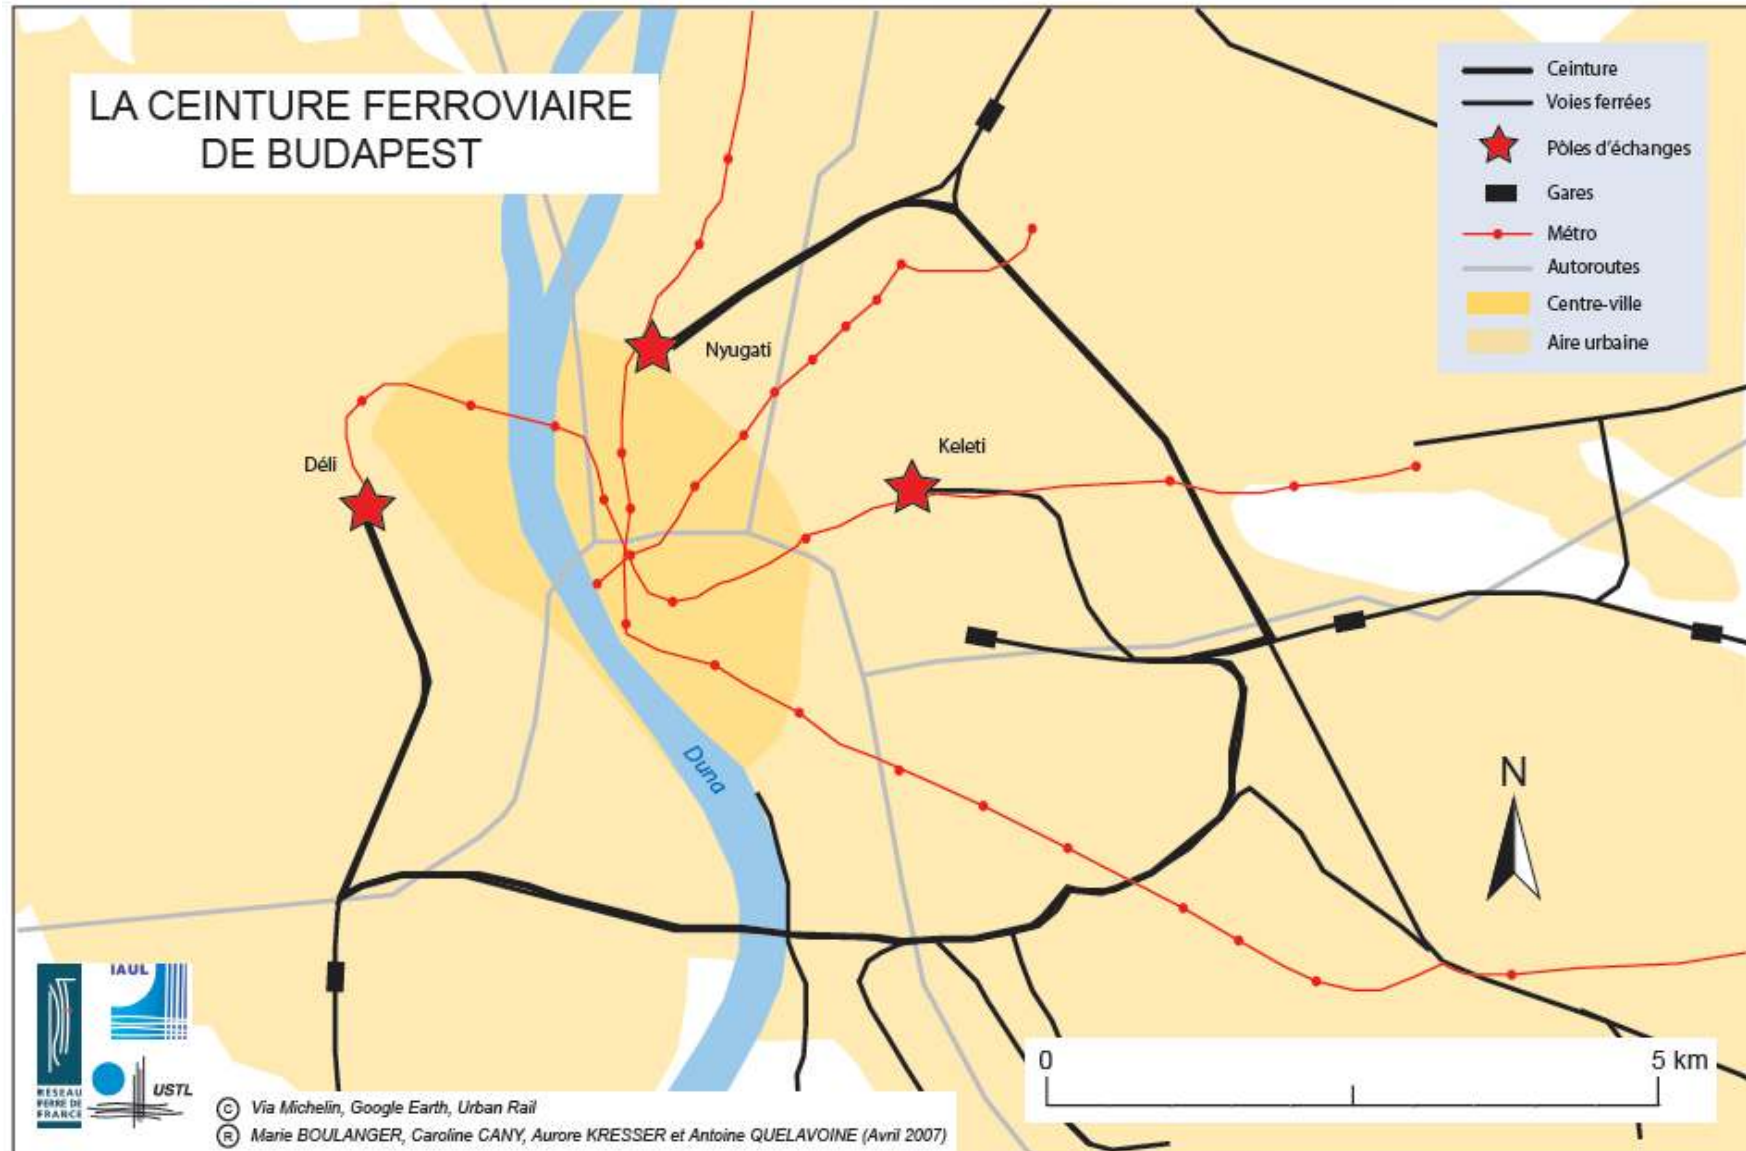 LA CEINTURE FERROVIAIRE
DE BUDAPEST
Ceinture
Voies ferrées
Pôles d'échanges
Gares
Métro
Autoroutes
Centre-ville
Aire urbaine
Nyugati
Keleti
Déli
Duna
N
IAUL
RESEAU
FERRE DE
FRANCE
USTL
0
5 km
C Via Michelin, Google Earth, Urban Rail
R Marie BOULANGER, Caroline CANY, Aurore KRESSER et Antoine QUELAVOINE (Avril 2007)